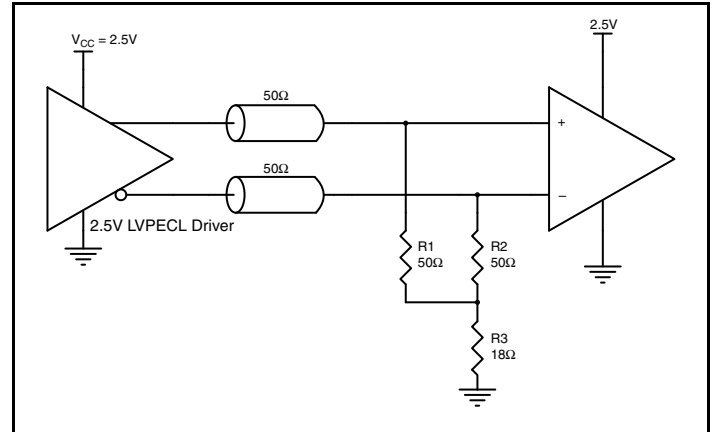 V_CC = 2.5V
2.5V
50Ω
50Ω
+
–
2.5V LVPECL Driver
R1
50Ω
R2
50Ω
R3
18Ω